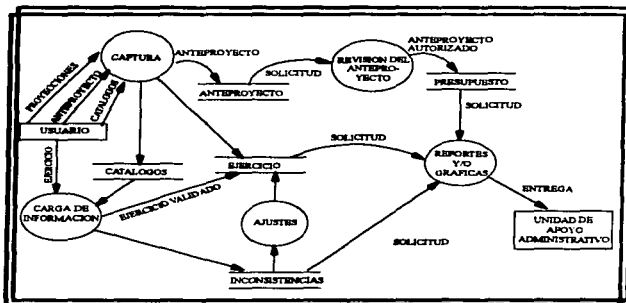 CAPTURA
ANTEPROYECTO
SOLICITUD
ANTEPROYECTO
REVISION DEL
ANTEPRO-
YECTO
ANTEPROYECTO
AUTORIZADO
PRESUPUESTO
SOLICITUD
PROYECCIONES
ANTEPROYECTO
CATALOGOS
USUARIO
EJERCICIO
CATALOGOS
CARGA DE
INFORMACION
EJERCICIO VALIDADO
EJERCICIO
SOLICITUD
AJUSTES
INCONSISTENCIAS
SOLICITUD
REPORTES
Y/O
GRAFICAS
ENTREGA
UNIDAD DE
APOYO
ADMINISTRATIVO